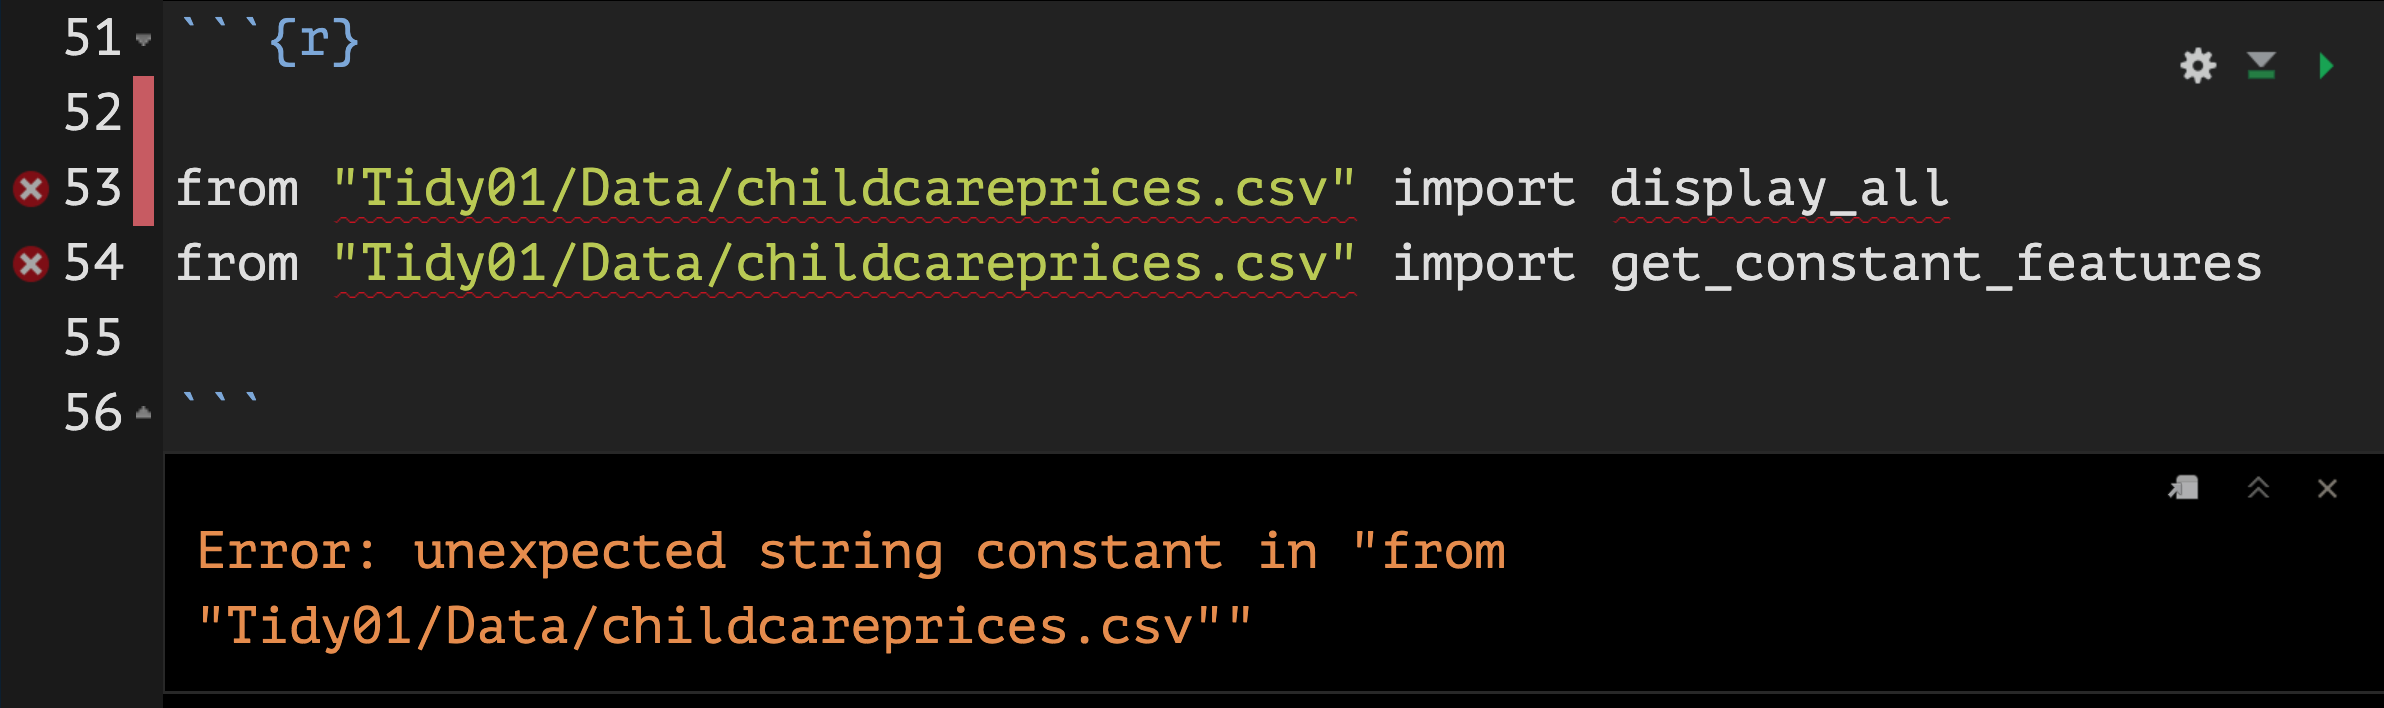 51 ```{r}
52
53 from "Tidy01/Data/childcareprices.csv" import display_all
54 from "Tidy01/Data/childcareprices.csv" import get_constant_features
55
56 ```
Error: unexpected string constant in "from
"Tidy01/Data/childcareprices.csv""